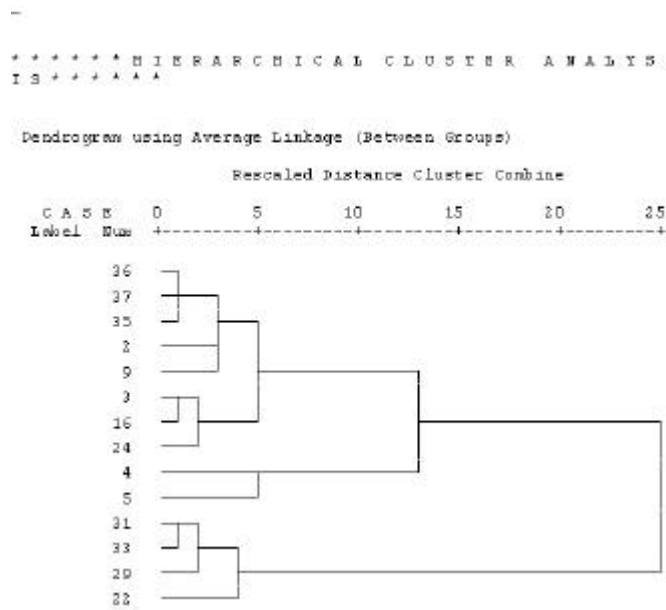 * * * * * * H I E R A R C H I C A L  C L U S T E R  A N A L Y S
I S * * * * * *
Dendrogram using Average Linkage (Between Groups)
Rescaled Distance Cluster Combine
C A S E 0 5 10 15 20 25
Label Num +---------+---------+---------+---------+---------+
36
37
35
2
9
3
16
24
4
5
31
33
29
22